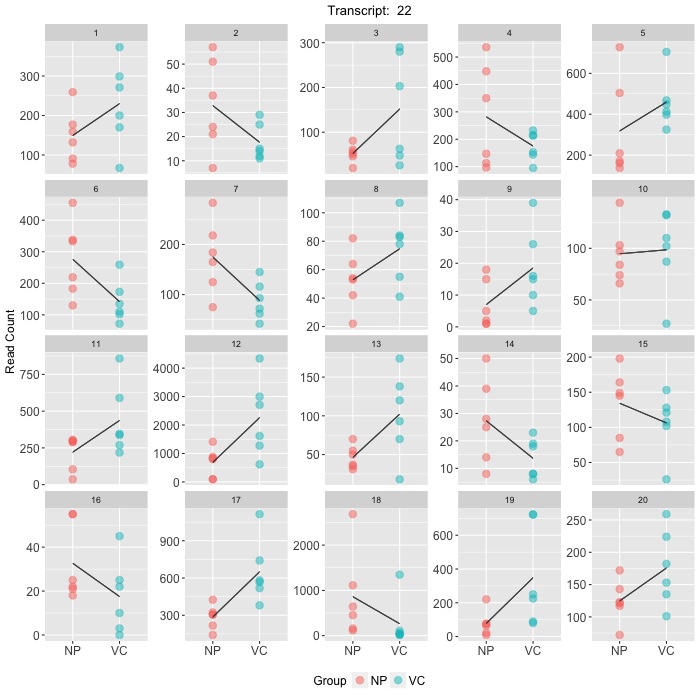 Transcript: 22
1 2 3 4 5
300 200 100
50 40 30 20 10
300 200 100
500 400 300 200 100
600 400 200
6 7 8 9 10
400 300 200 100
200 100
100 80 60 40 20
40 30 20 10 0
100 50
Read Count
11 12 13 14 15
750 500 250 0
4000 3000 2000 1000 0
150 100 50
50 40 30 20 10
200 150 100 50
16 17 18 19 20
40 20 0
900 600 300
2000 1000 0
600 400 200 0
250 200 150 100
NP VC NP VC NP VC NP VC NP VC
Group NP VC